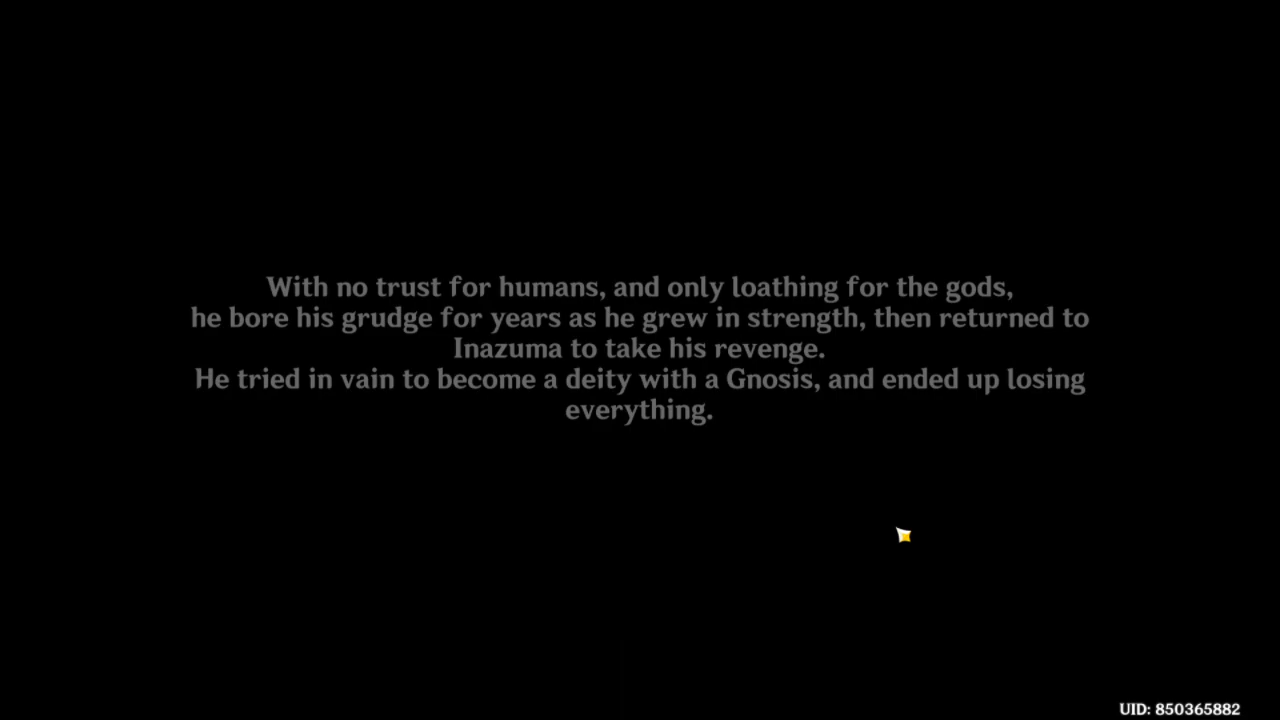 With no trust for humans, and only loathing for the gods,
he bore his grudge for years as he grew in strength, then returned to
Inazuma to take his revenge.
He tried in vain to become a deity with a Gnosis, and ended up losing
everything.
UID: 850365882